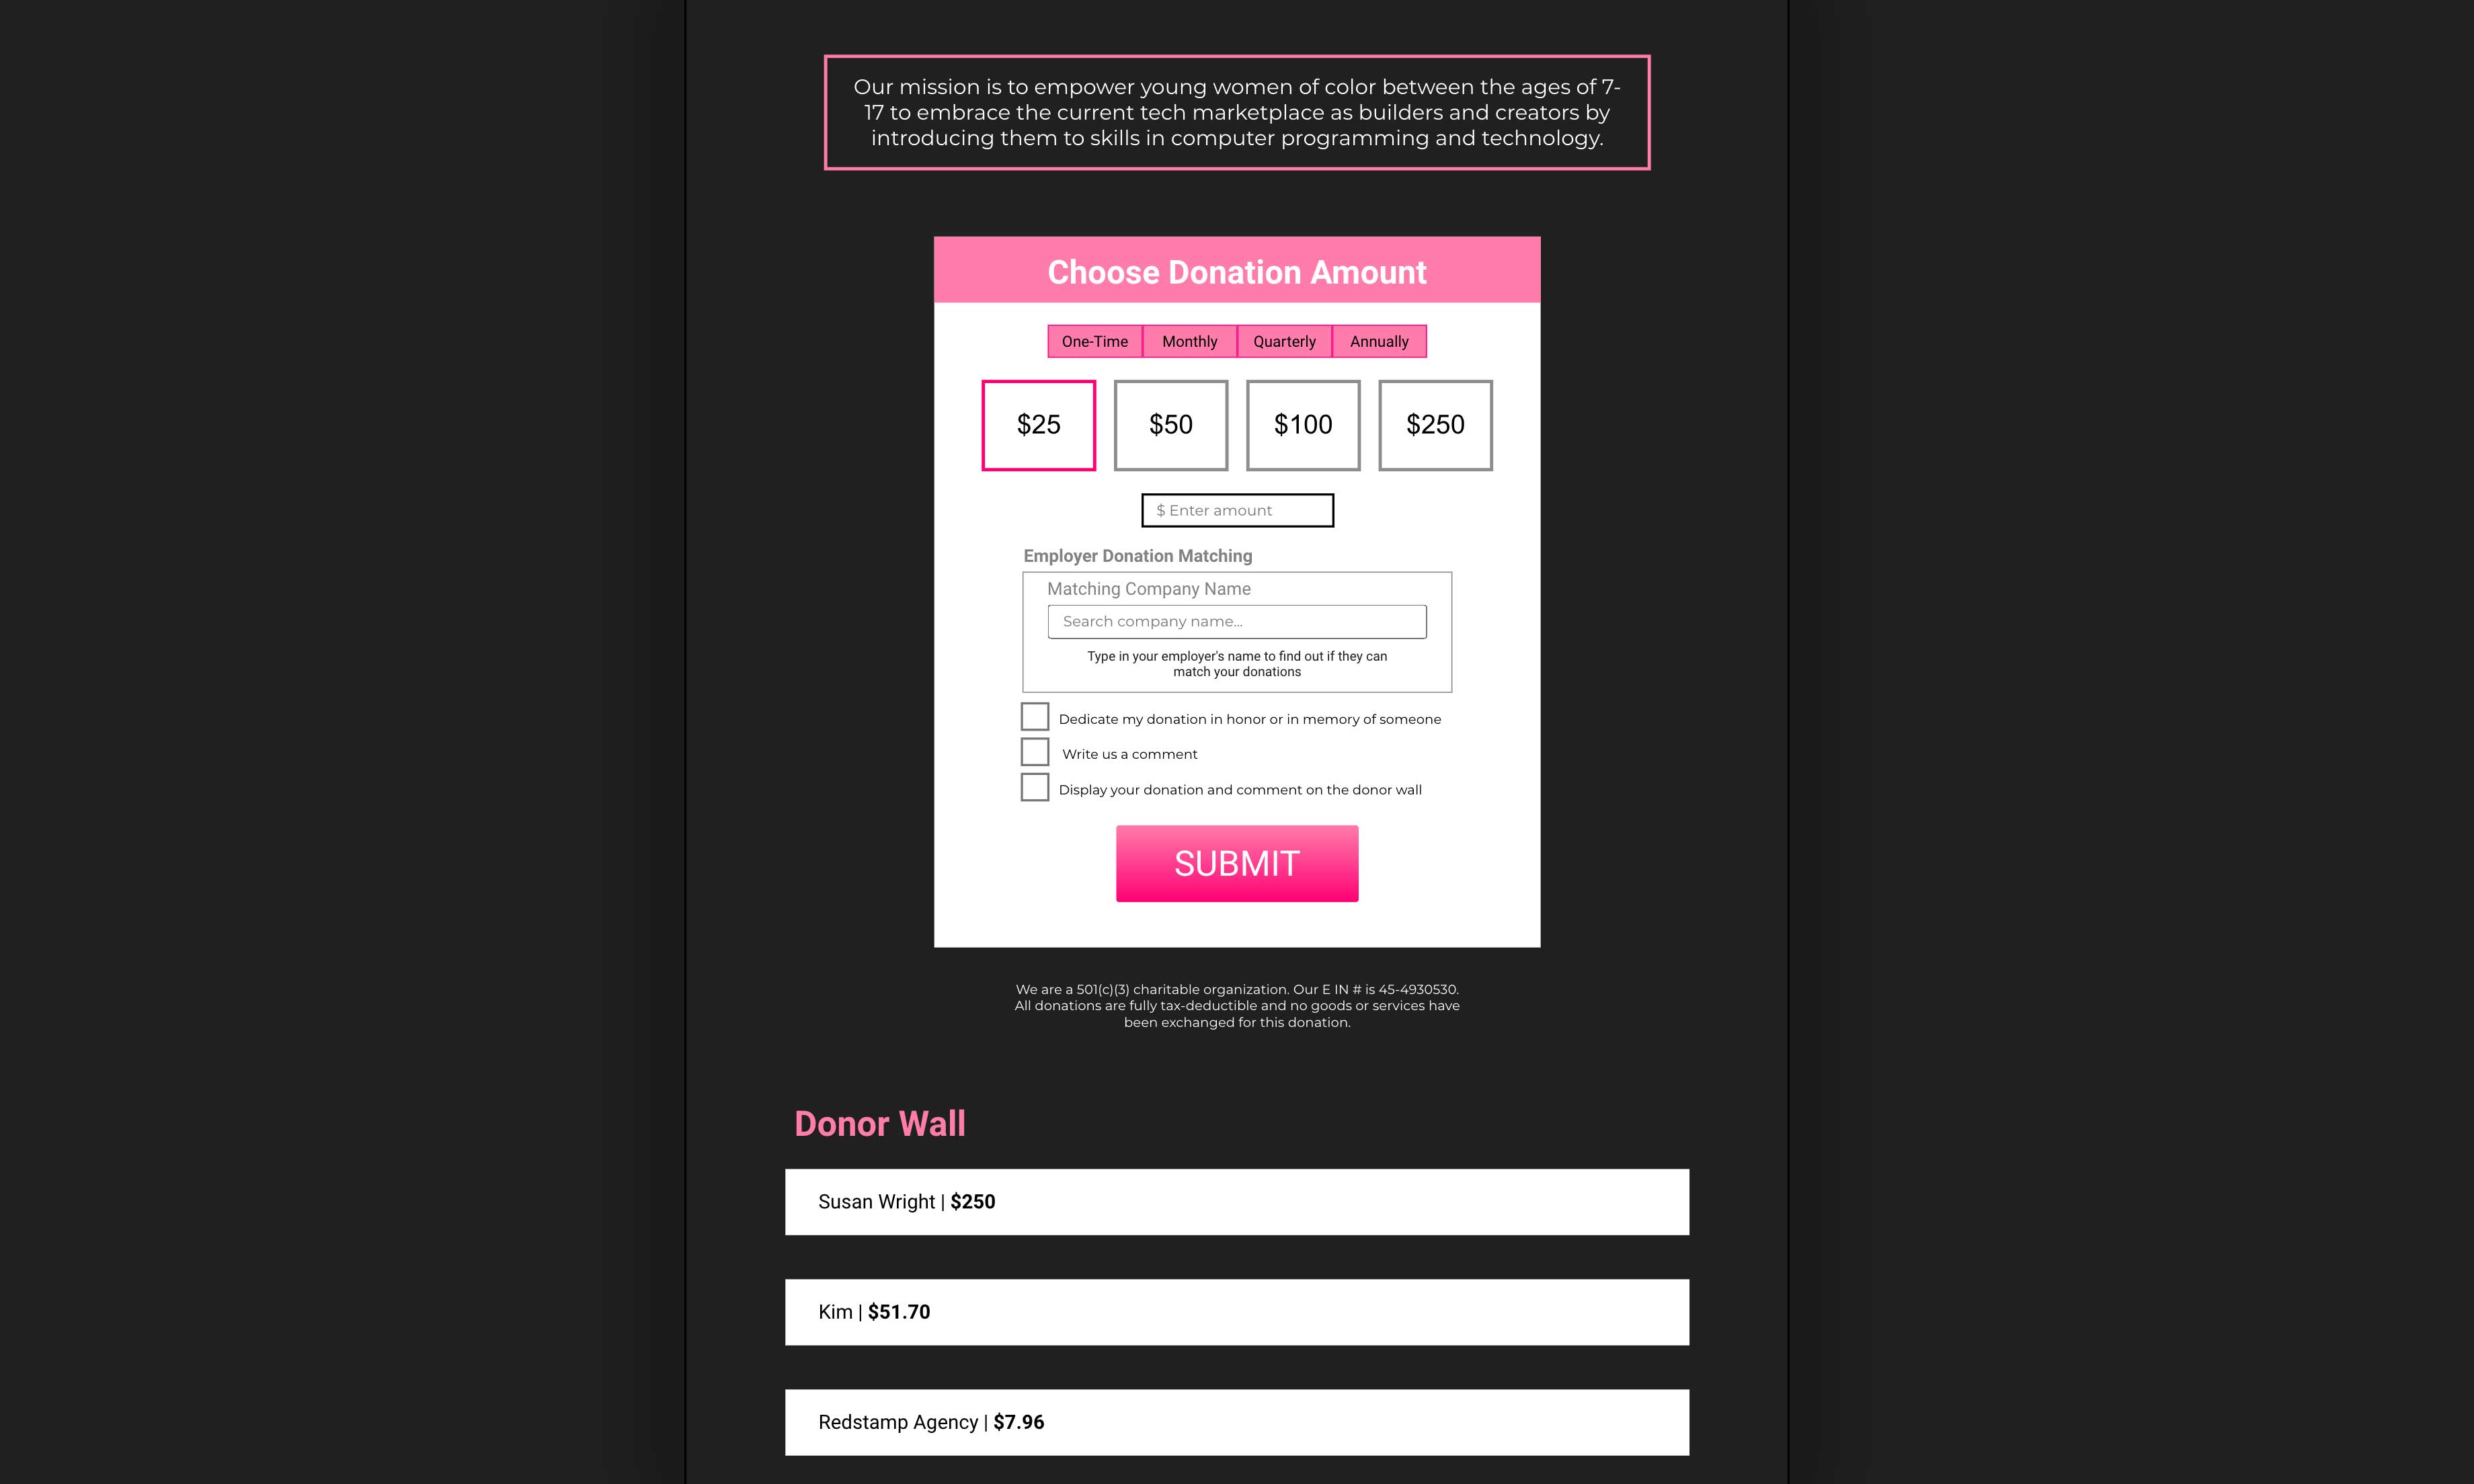 Our mission is to empower young women of color between the ages of 7-
17 to embrace the current tech marketplace as builders and creators by
introducing them to skills in computer programming and technology.
Choose Donation Amount
One-Time Monthly Quarterly Annually
$25 $50 $100 $250
$ Enter amount
Employer Donation Matching
Matching Company Name
Search company name...
Type in your employer's name to find out if they can
match your donations
Dedicate my donation in honor or in memory of someone
Write us a comment
Display your donation and comment on the donor wall
SUBMIT
We are a 501(c)(3) charitable organization. Our E IN # is 45-4930530.
All donations are fully tax-deductible and no goods or services have
been exchanged for this donation.
Donor Wall
Susan Wright | $250
Kim | $51.70
Redstamp Agency | $7.96